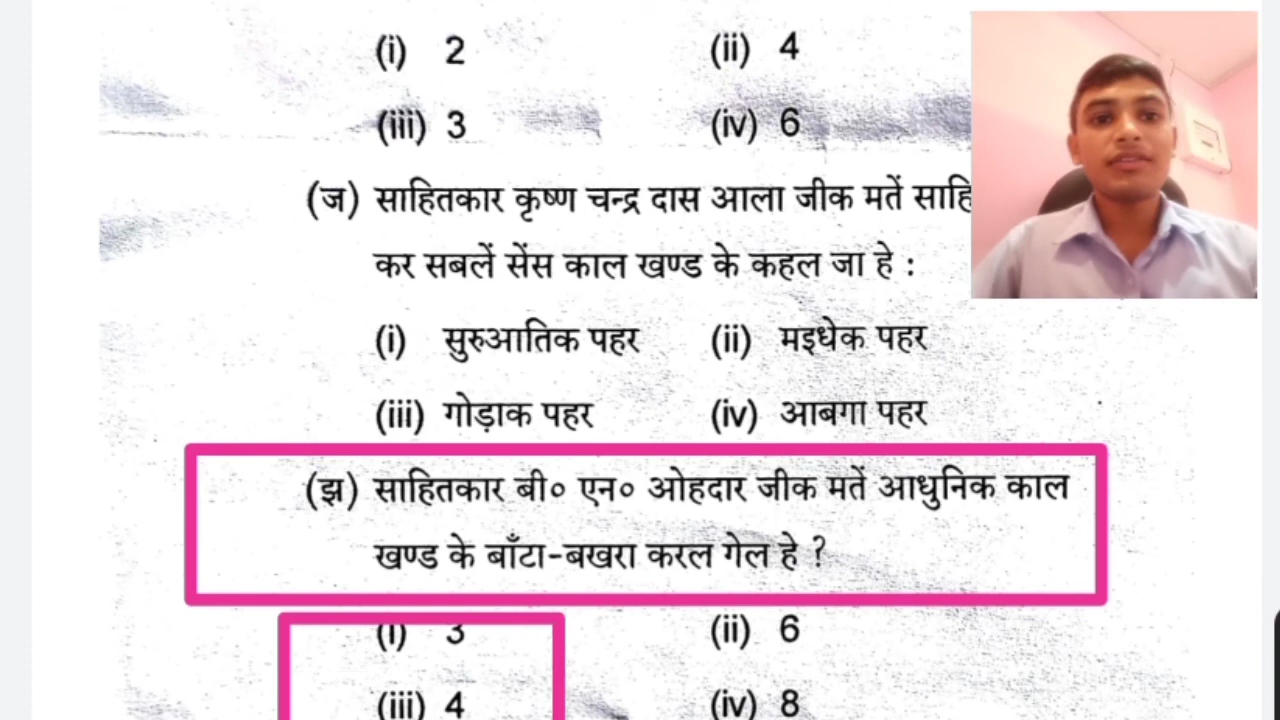 (i) 2 (ii) 4
(iii) 3 (iv) 6
(ज) साहितकार कृष्ण चन्द्र दास आला जीक मतें साहि
कर सबलें सेंस काल खण्ड के कहल जा हे :
(i) सुरुआतिक पहर (ii) मइधेक पहर
(iii) गोड़ाक पहर (iv) आबगा पहर
(झ) साहितकार बी० एन० ओहदार जीक मतें आधुनिक काल
खण्ड के बाँटा-बखरा करल गेल हे ?
(i) 3 (ii) 6
(iii) 4 (iv) 8